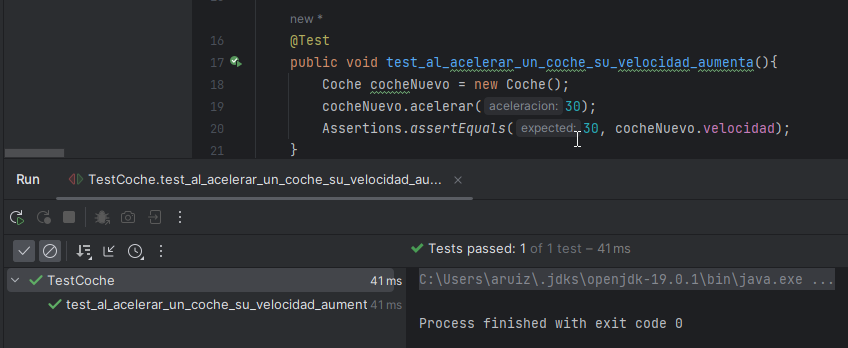 new *
16 @Test
17 public void test_al_acelerar_un_coche_su_velocidad_aumenta(){
18 Coche cocheNuevo = new Coche();
19 cocheNuevo.acelerar( aceleracion: 30);
20 Assertions.assertEquals( expected: 30, cocheNuevo.velocidad);
21 }
Run TestCoche.test_al_acelerar_un_coche_su_velocidad_au... ×
Tests passed: 1 of 1 test – 41 ms
TestCoche 41 ms
test_al_acelerar_un_coche_su_velocidad_aument 41 ms
C:\Users\aruiz\.jdks\openjdk-19.0.1\bin\java.exe ...
Process finished with exit code 0